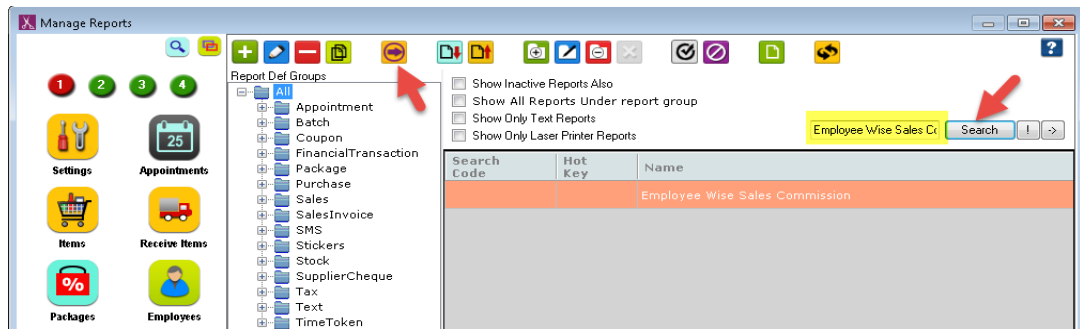 Manage Reports
?
1 2 3 4
Report Def Groups
Settings
25
Appointments
Items
Receive Items
%
Packages
Employees
All
Appointment
Batch
Coupon
FinancialTransaction
Package
Purchase
Sales
SalesInvoice
SMS
Stickers
Stock
SupplierCheque
Tax
Text
TimeToken
Show Inactive Reports Also
Show All Reports Under report group
Show Only Text Reports
Show Only Laser Printer Reports
Employee Wise Sales Cc
Search ! ->
Search Code
Hot Key
Name
Employee Wise Sales Commission